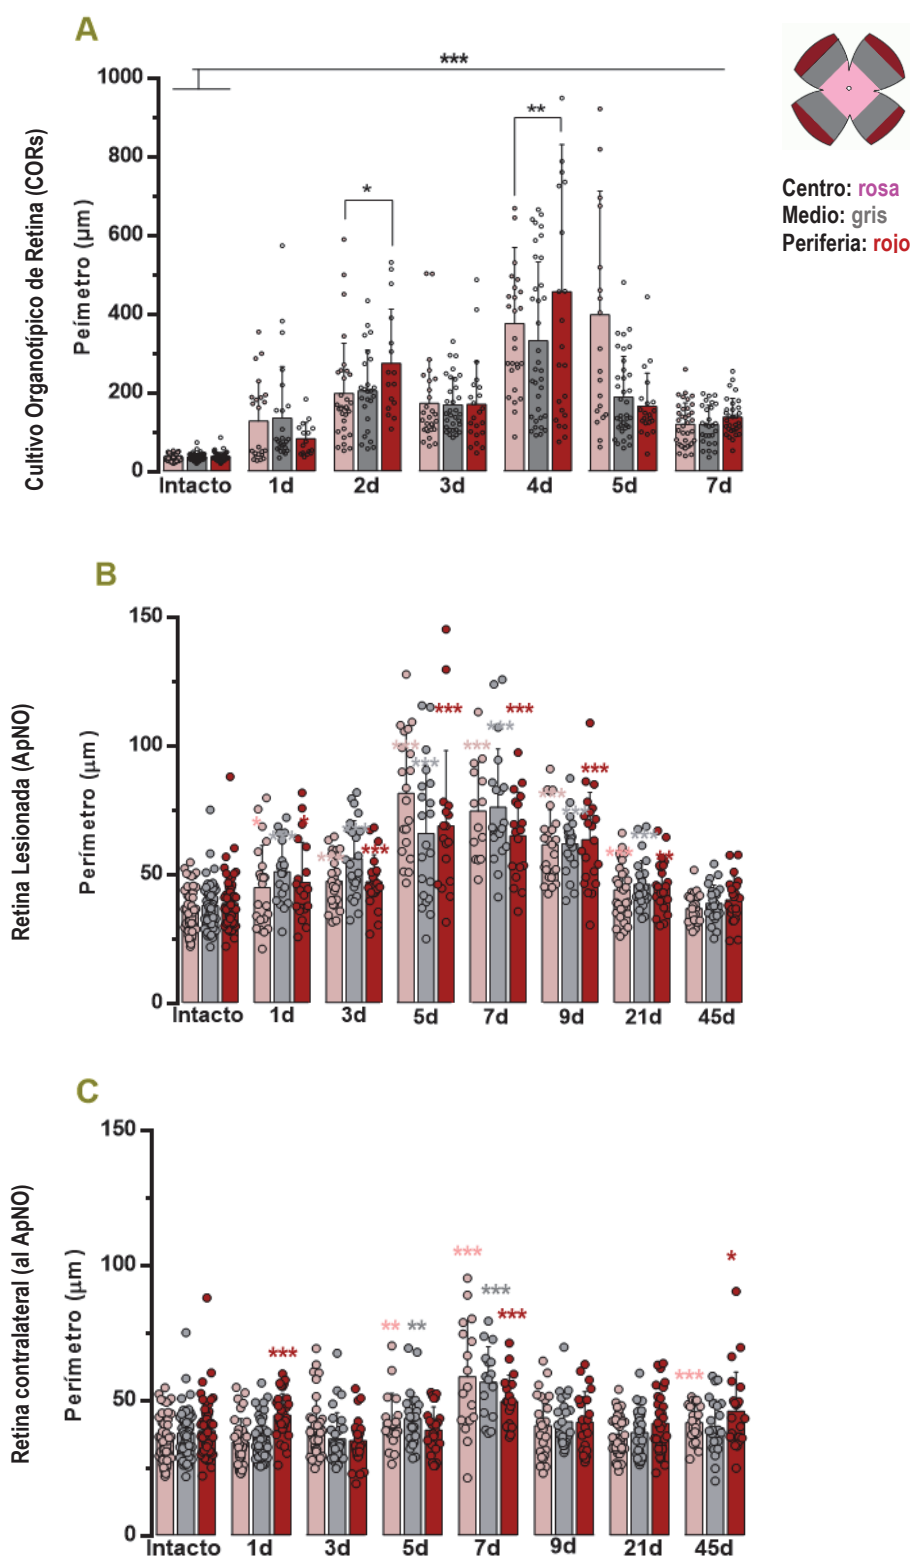 A
***
Cultivo Organotípico de Retina (CORs)
Peímetro (µm)
1000
800
600
400
200
0
*
**
Intacto 1d 2d 3d 4d 5d 7d
Centro: rosa
Medio: gris
Periferia: rojo
B
Retina Lesionada (ApNO)
Perímetro (µm)
150
100
50
0
* *** *
*** *** ***
*** *** ***
*** *** ***
*** *** ***
*** *** **
Intacto 1d 3d 5d 7d 9d 21d 45d
C
Retina contralateral (al ApNO)
Perímetro (µm)
150
100
50
0
***
** **
*** *** ***
*** *
Intacto 1d 3d 5d 7d 9d 21d 45d